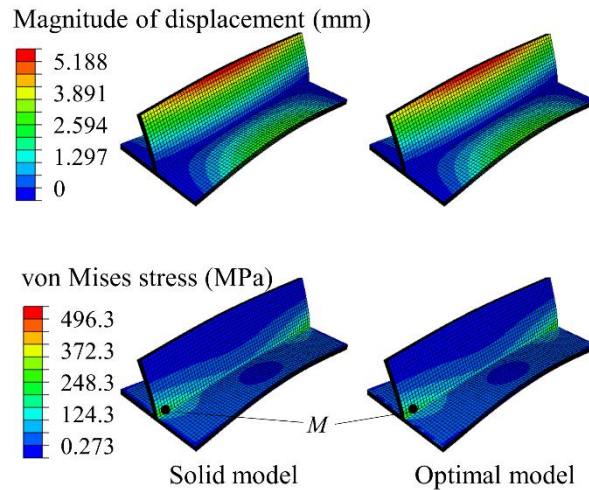 Magnitude of displacement (mm)
5.188
3.891
2.594
1.297
0
von Mises stress (MPa)
496.3
372.3
248.3
124.3
0.273
M
Solid model
Optimal model